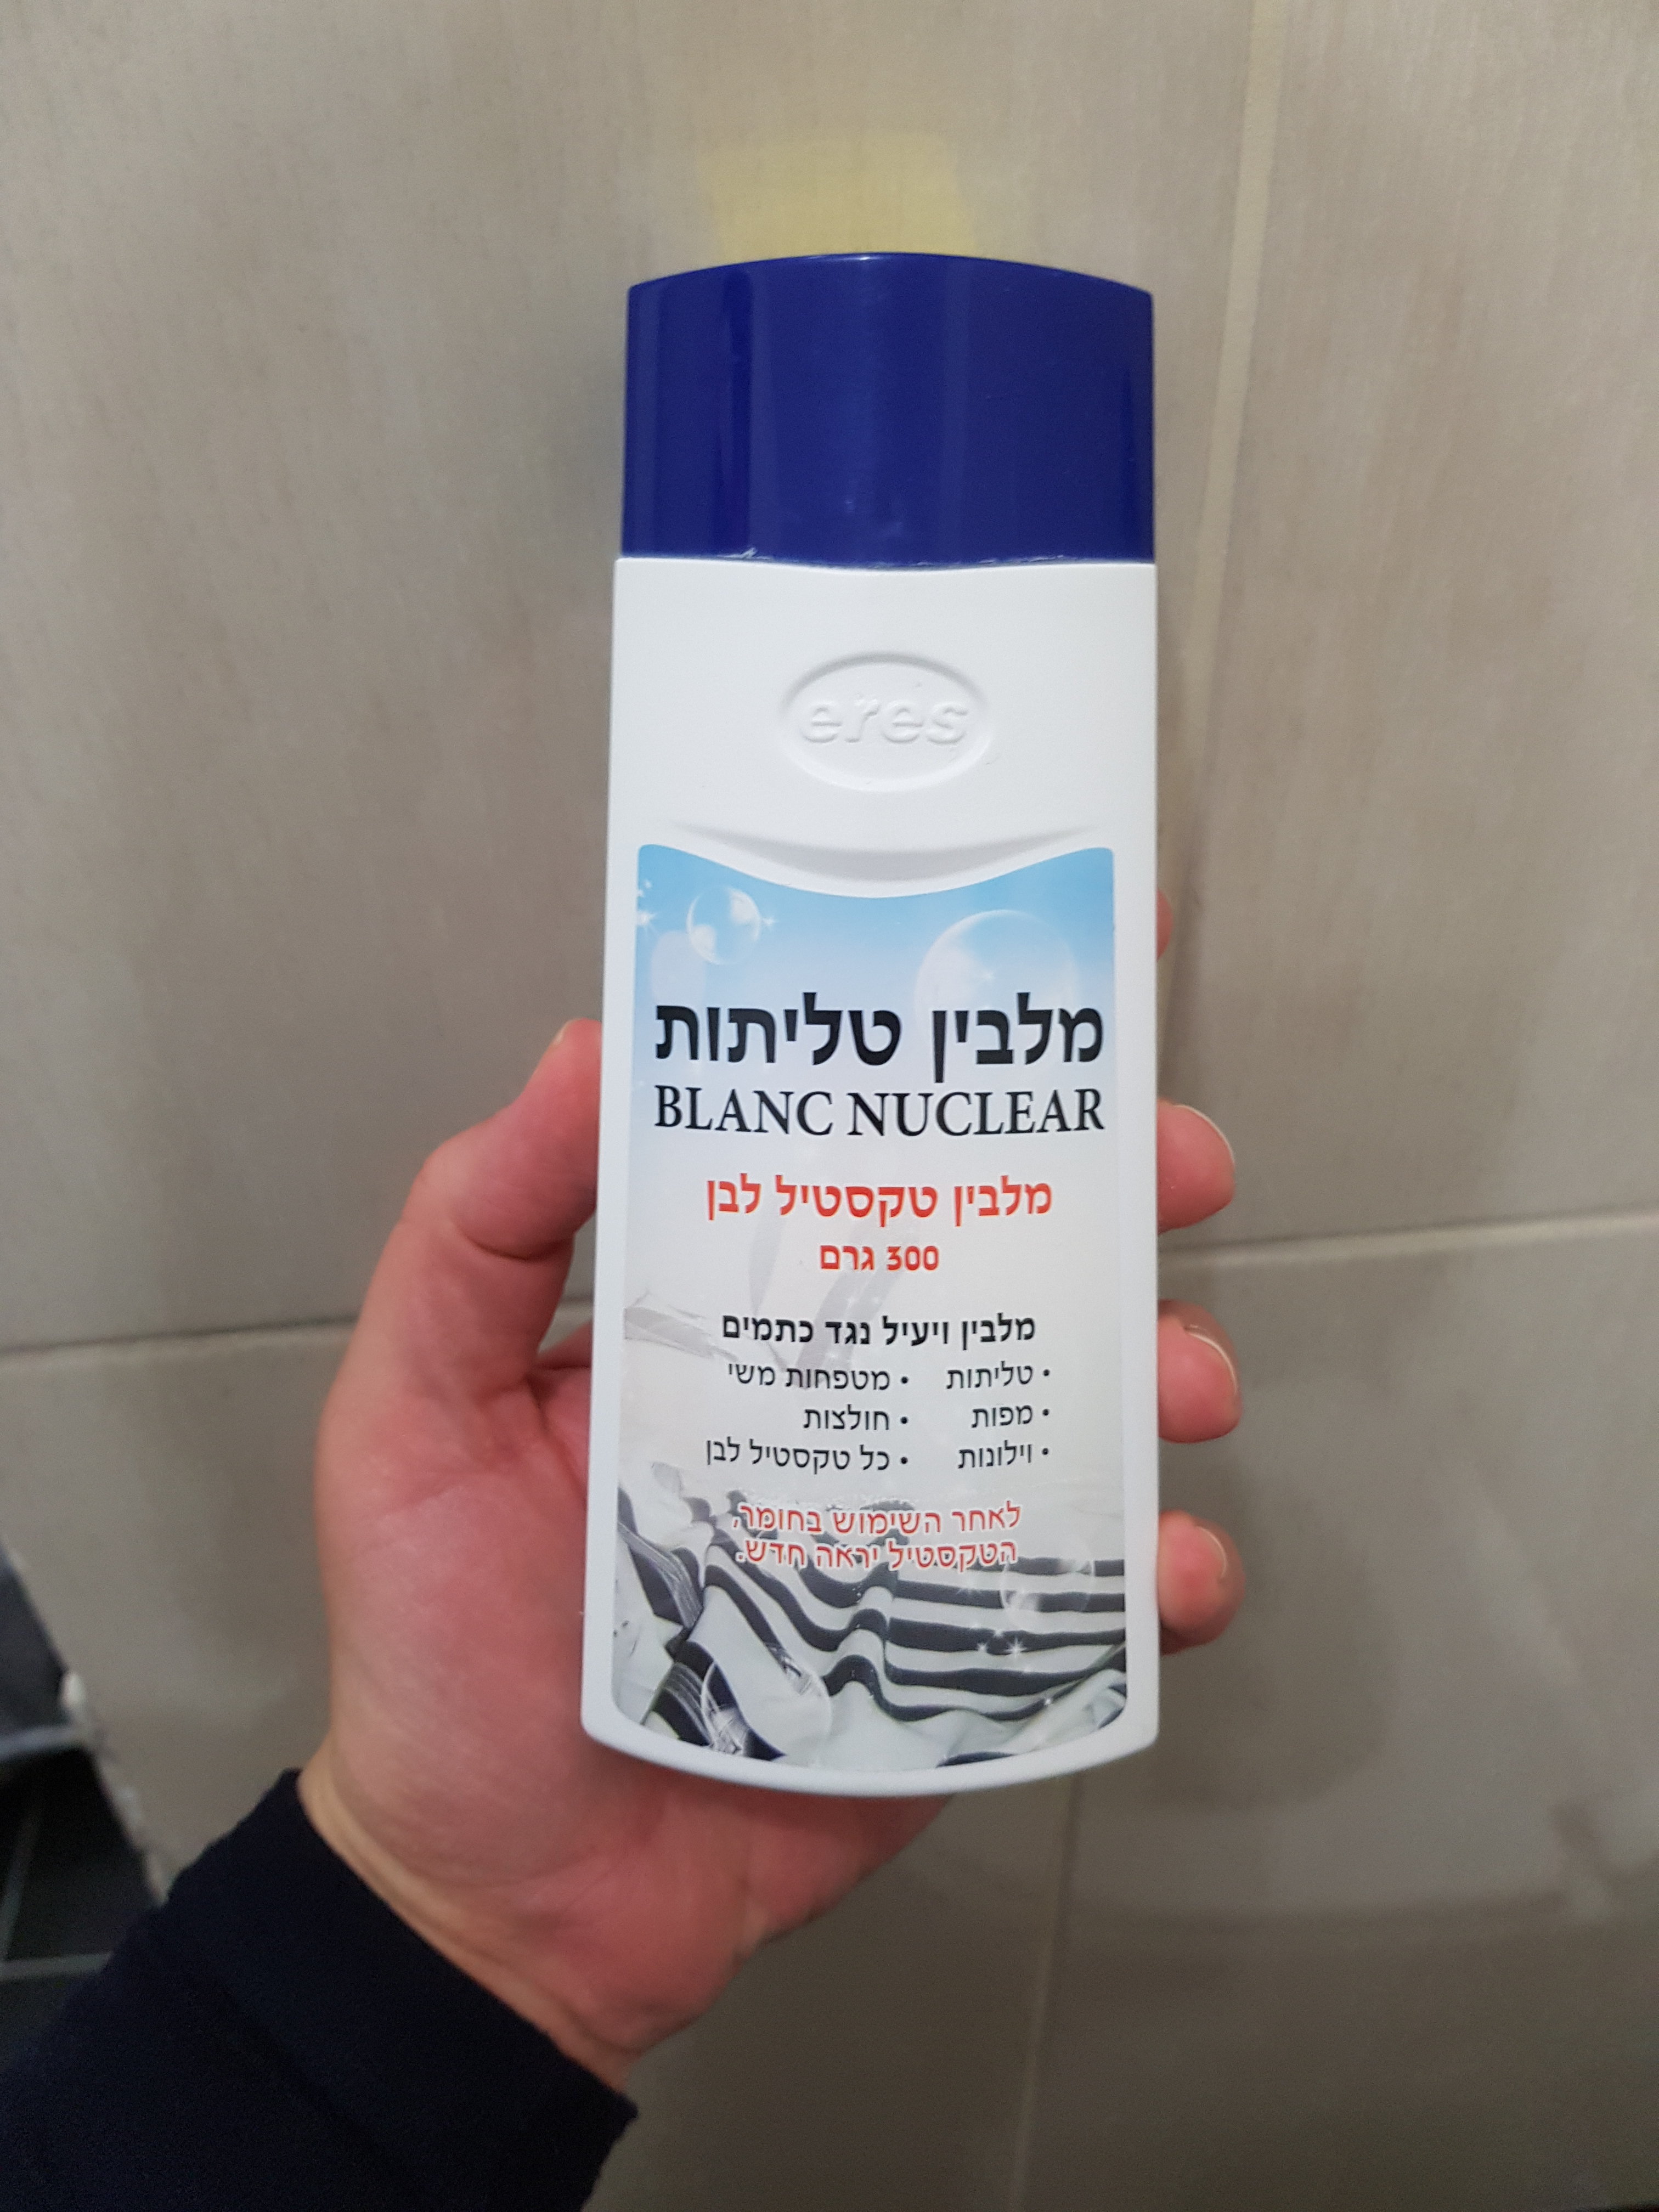 eres
מלבין טליתות
BLANC NUCLEAR
מלבין טקסטיל לבן
300 גרם
מלבין ויעיל נגד כתמים
• טליתות • מטפחות משי
• מפות • חולצות
• וילונות • כל טקסטיל לבן
לאחר השימוש בחומר,
הטקסטיל יראה חדש.